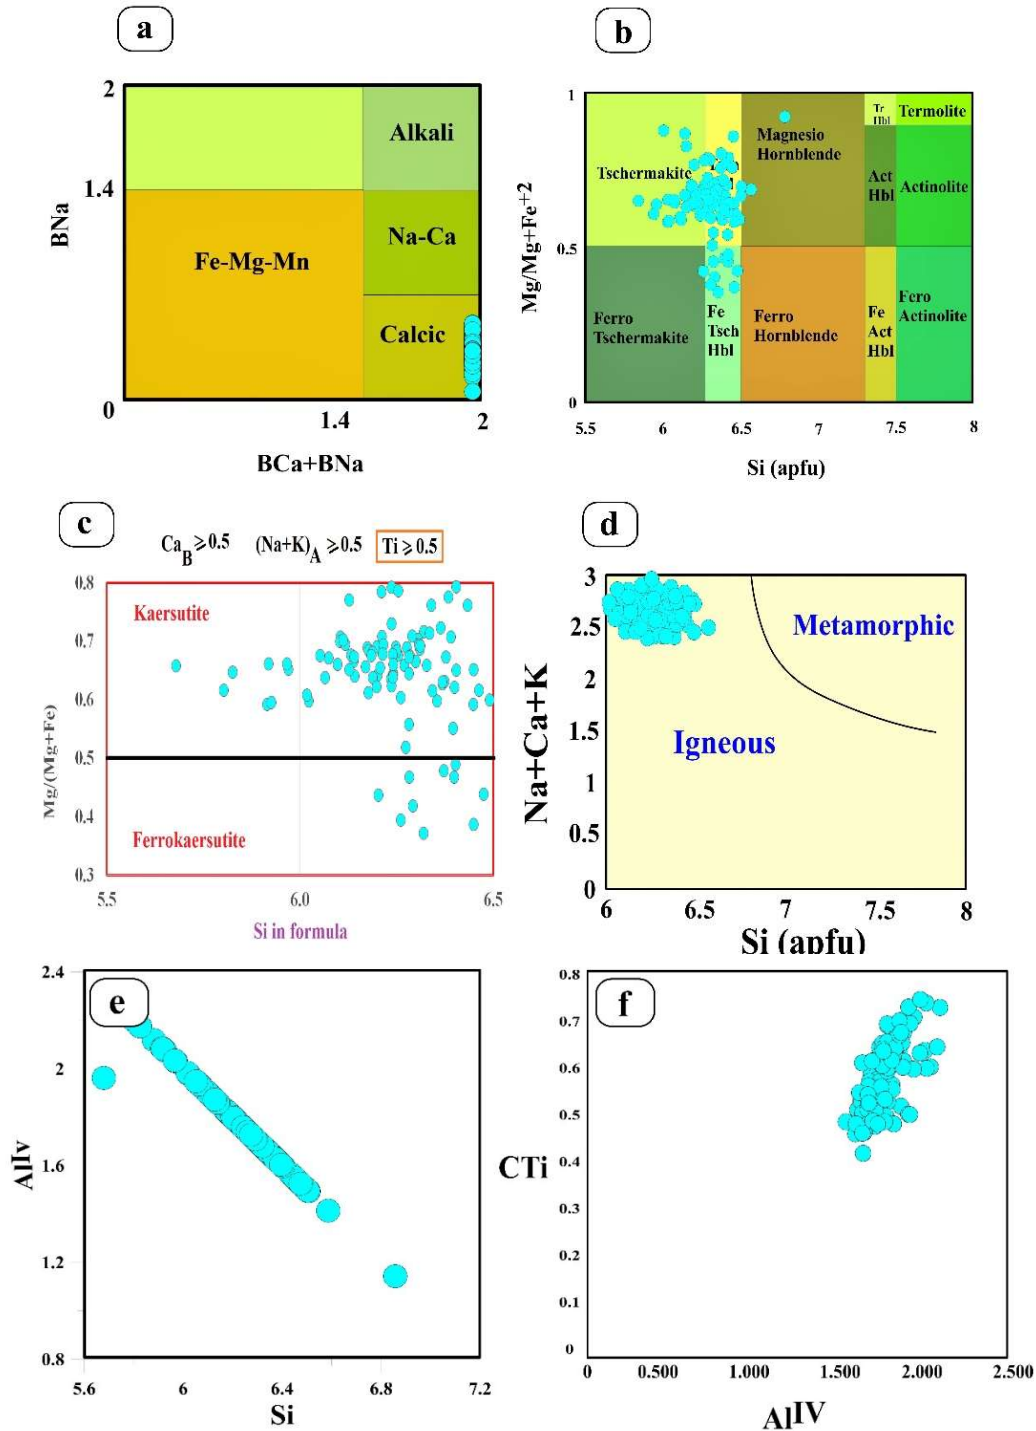 a
2
1.4
0
BNa
Alkali
Na-Ca
Fe-Mg-Mn
Calcic
1.4
2
BCa+BNa
b
1
0.5
0
Mg/Mg+Fe+2
Tschermakite
Magnesio
Hornblende
Tr
Hbl
Termolite
Act
Hbl
Actinolite
Ferro
Tschermakite
Fe
Tsch
Hbl
Ferro
Hornblende
Fe
Act
Hbl
Fero
Actinolite
5.5
6
6.5
7
7.5
8
Si (apfu)
c
CaB ⩾0.5
(Na+K)A ⩾0.5
Ti⩾0.5
0.8
0.7
0.6
0.5
0.4
0.3
Mg/(Mg+Fe)
Kaersutite
Ferrokaersutite
5.5
6.0
6.5
Si in formula
d
3
2.5
2
1.5
1
0.5
0
Na+Ca+K
Metamorphic
Igneous
6
6.5
7
7.5
8
Si (apfu)
e
2.4
2
1.6
1.2
0.8
AlIv
5.6
6
6.4
6.8
7.2
Si
f
0.8
0.7
0.6
0.5
0.4
0.3
0.2
0.1
0
CTi
0
0.500
1.000
1.500
2.000
2.500
AlIV